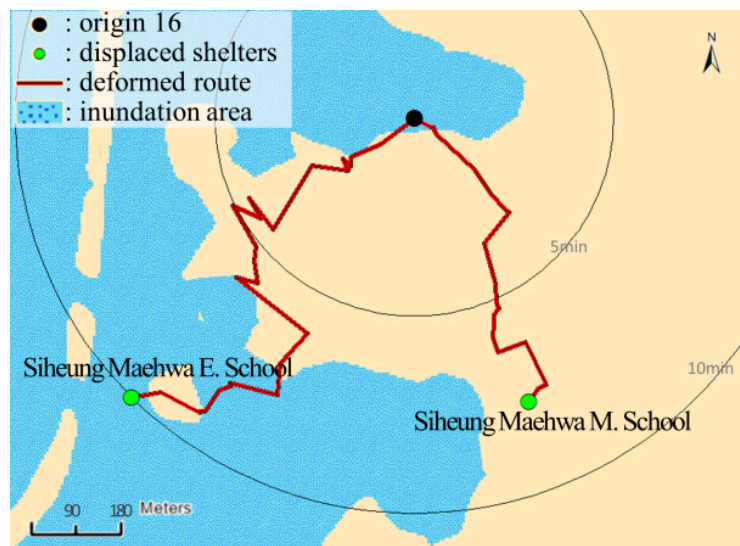 : origin 16
: displaced shelters
: deformed route
: inundation area
N
5min
10min
Siheung Maehwa E. School
Siheung Maehwa M. School
90 180 Meters